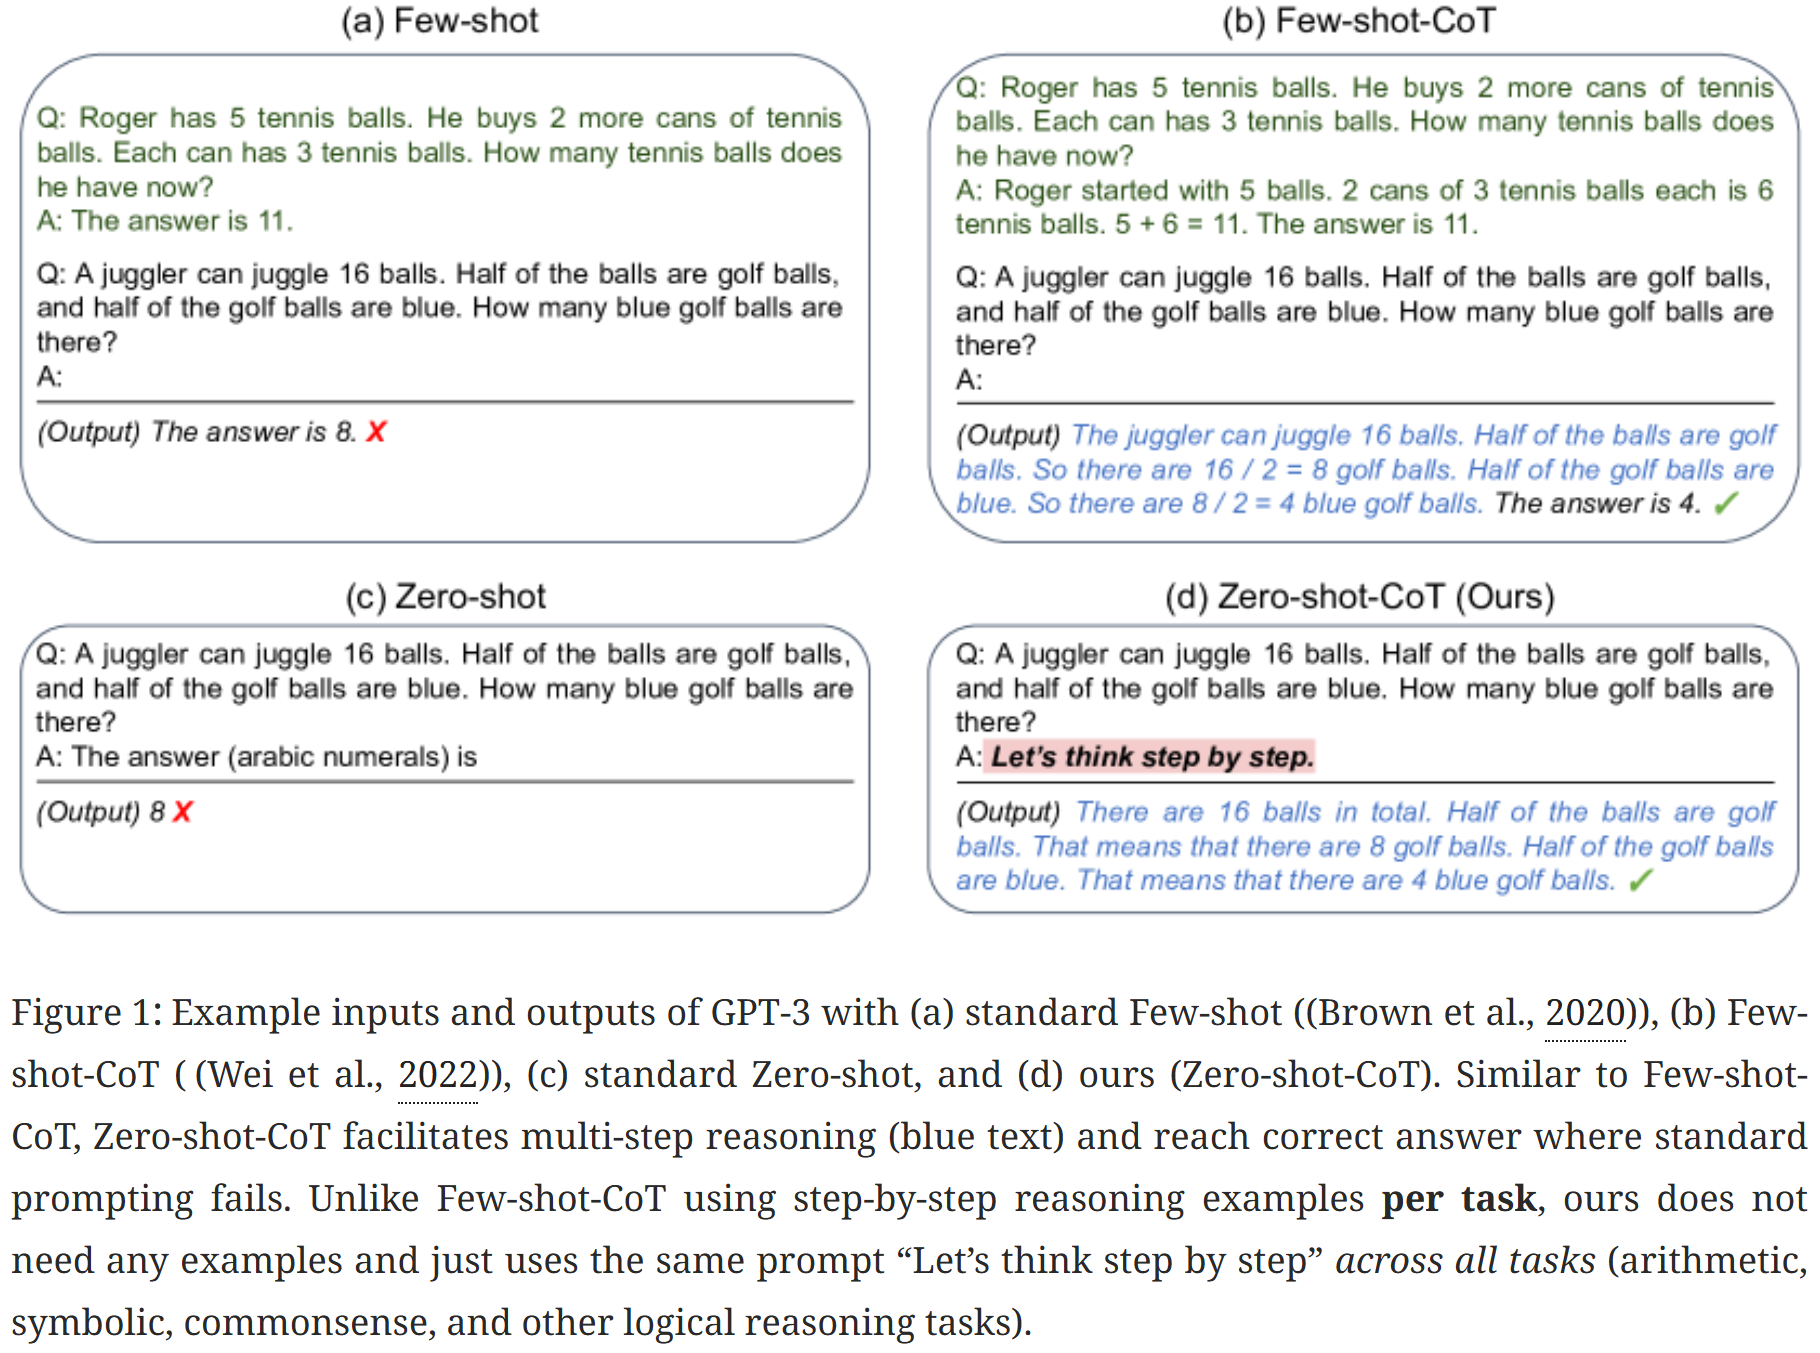 (a) Few-shot
Q: Roger has 5 tennis balls. He buys 2 more cans of tennis
balls. Each can has 3 tennis balls. How many tennis balls does
he have now?
A: The answer is 11.
Q: A juggler can juggle 16 balls. Half of the balls are golf balls,
and half of the golf balls are blue. How many blue golf balls are
there?
A:
(Output) The answer is 8. ✗
(b) Few-shot-CoT
Q: Roger has 5 tennis balls. He buys 2 more cans of tennis
balls. Each can has 3 tennis balls. How many tennis balls does
he have now?
A: Roger started with 5 balls. 2 cans of 3 tennis balls each is 6
tennis balls. 5 + 6 = 11. The answer is 11.
Q: A juggler can juggle 16 balls. Half of the balls are golf balls,
and half of the golf balls are blue. How many blue golf balls are
there?
A:
(Output) The juggler can juggle 16 balls. Half of the balls are golf
balls. So there are 16 / 2 = 8 golf balls. Half of the golf balls are
blue. So there are 8 / 2 = 4 blue golf balls. The answer is 4. ✓
(c) Zero-shot
Q: A juggler can juggle 16 balls. Half of the balls are golf balls,
and half of the golf balls are blue. How many blue golf balls are
there?
A: The answer (arabic numerals) is
(Output) 8 ✗
(d) Zero-shot-CoT (Ours)
Q: A juggler can juggle 16 balls. Half of the balls are golf balls,
and half of the golf balls are blue. How many blue golf balls are
there?
A: Let's think step by step.
(Output) There are 16 balls in total. Half of the balls are golf
balls. That means that there are 8 golf balls. Half of the golf balls
are blue. That means that there are 4 blue golf balls. ✓
Figure 1: Example inputs and outputs of GPT-3 with (a) standard Few-shot ((Brown et al., 2020)), (b) Few-
shot-CoT ( (Wei et al., 2022)), (c) standard Zero-shot, and (d) ours (Zero-shot-CoT). Similar to Few-shot-
CoT, Zero-shot-CoT facilitates multi-step reasoning (blue text) and reach correct answer where standard
prompting fails. Unlike Few-shot-CoT using step-by-step reasoning examples per task, ours does not
need any examples and just uses the same prompt “Let’s think step by step” across all tasks (arithmetic,
symbolic, commonsense, and other logical reasoning tasks).